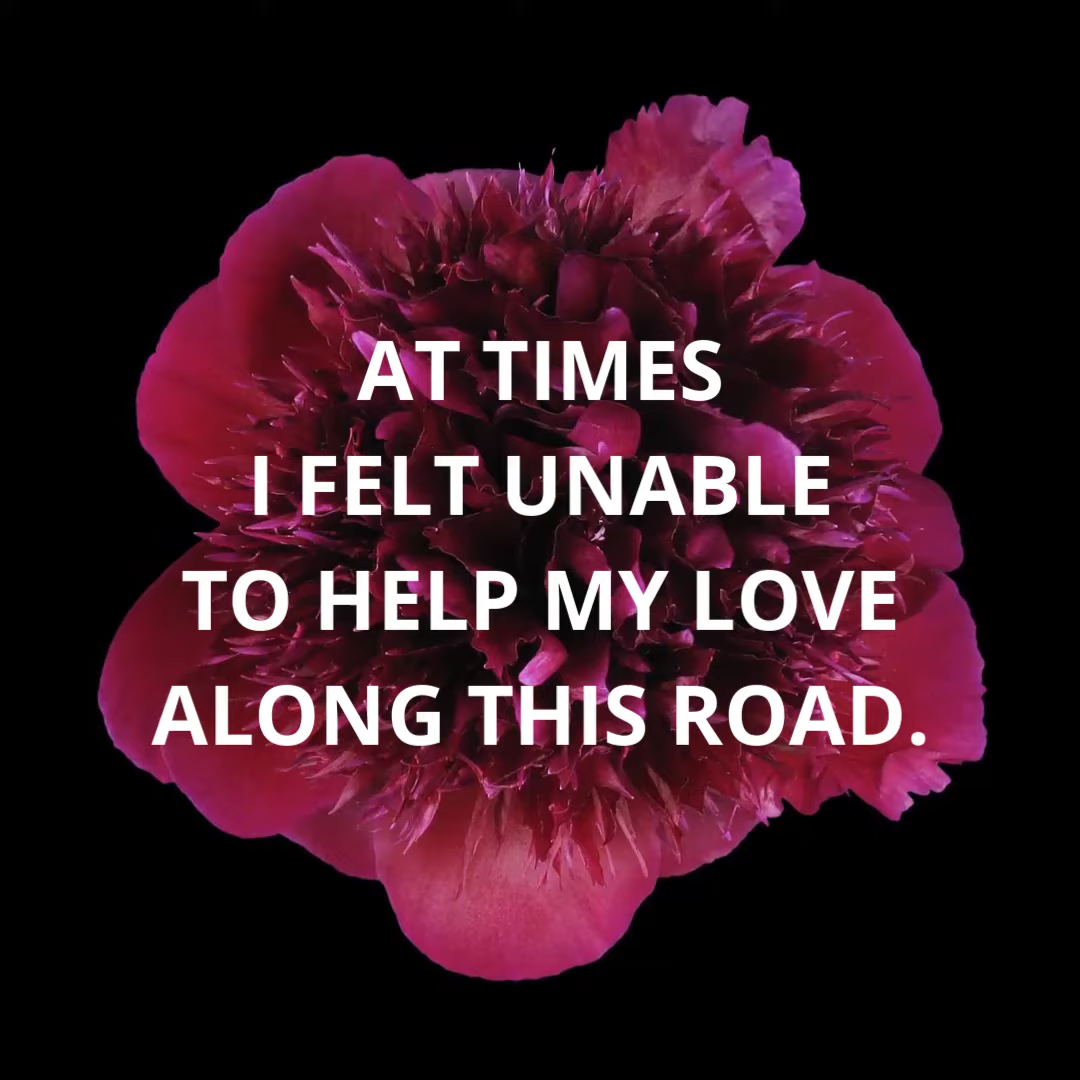 AT TIMES
I FELT UNABLE
TO HELP MY LOVE
ALONG THIS ROAD.